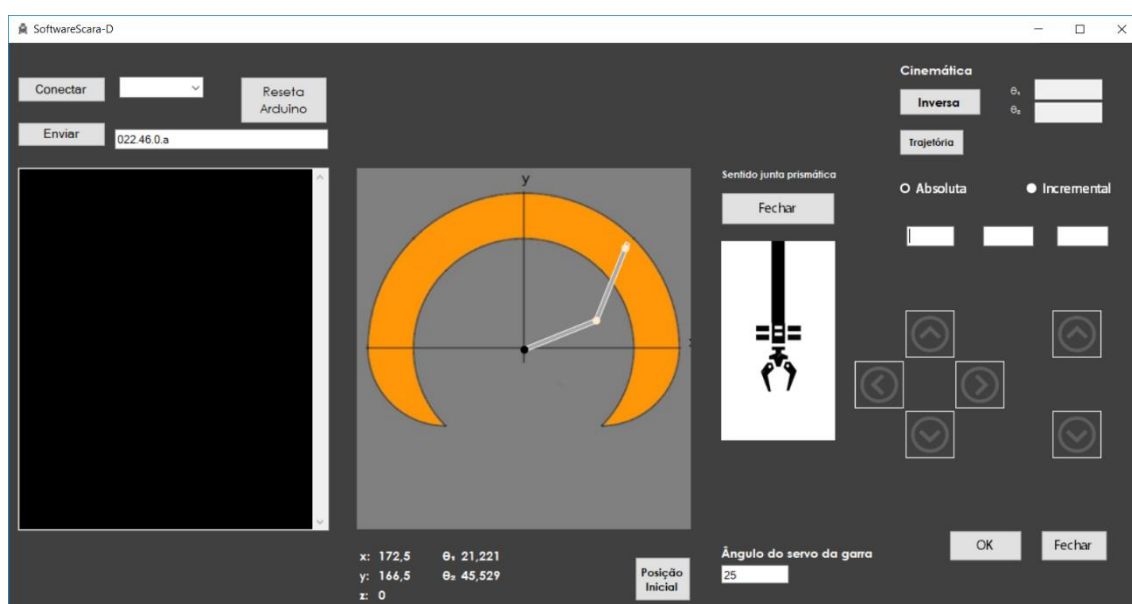 SoftwareScara-D
Conectar
Reseta
Arduino
Enviar
022.46.0.a
Cinemática
Inversa
θ₁
θ₂
Trajetória
Sentido junta prismática
Fechar
Absoluta
Incremental
y
x: 172,5 θ₁ 21,221
y: 166,5 θ₂ 45,529
z: 0
Posição
Inicial
Ângulo do servo da garra
25
OK
Fechar